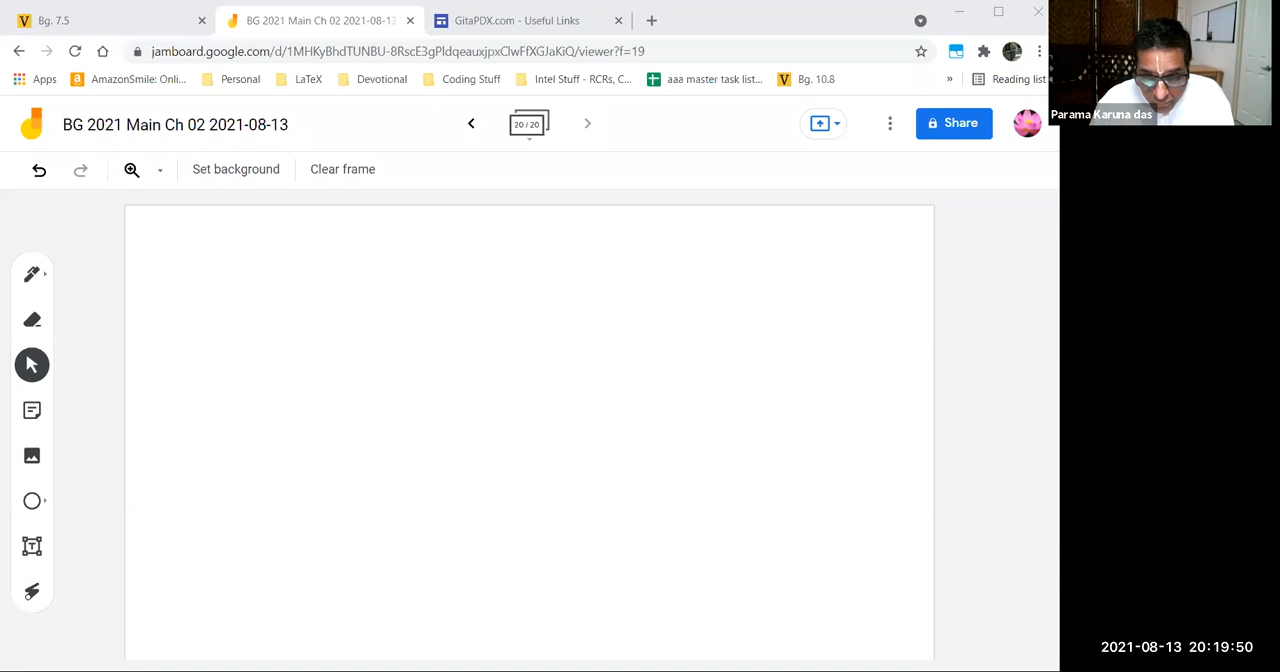 Bg. 7.5
BG 2021 Main Ch 02 2021-08-13
GitaPDX.com - Useful Links
jamboard.google.com/d/1MHKyBhdTUNBU-8RscE3gPldqeauxjpxClwFfXGJaKiQ/viewer?f=19
Apps
AmazonSmile: Onli...
Personal
LaTeX
Devotional
Coding Stuff
Intel Stuff - RCRs, C...
aaa master task list...
Bg. 10.8
»
Reading list
Parama Karuna das
BG 2021 Main Ch 02 2021-08-13
20 / 20
Share
Set background
Clear frame
2021-08-13 20:19:50